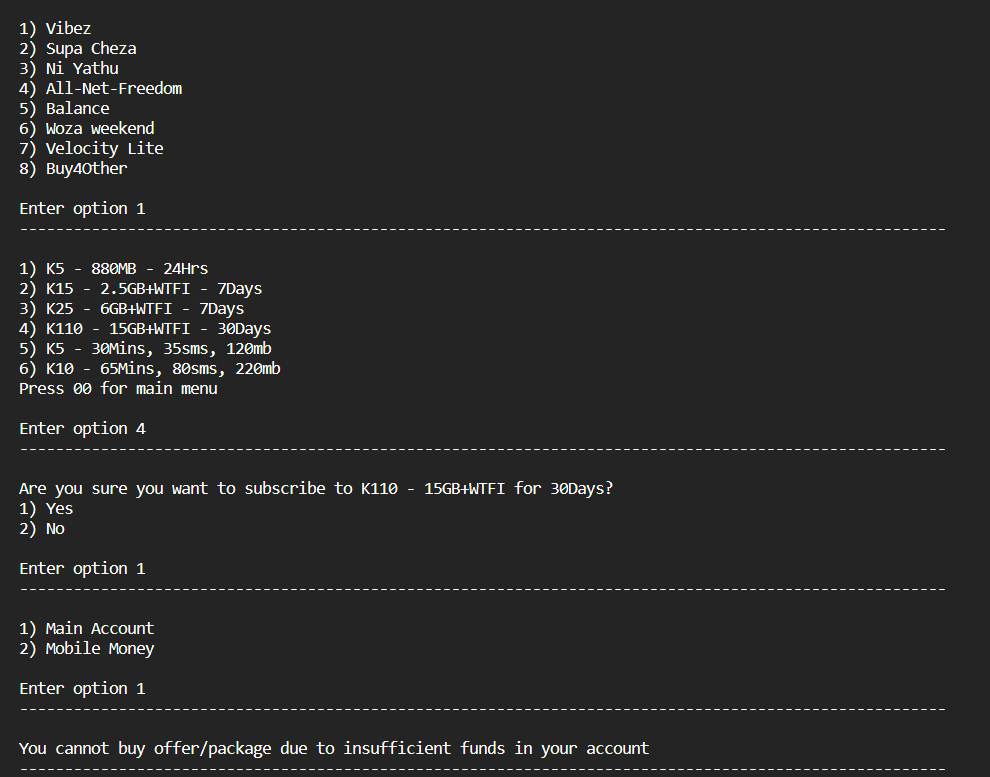 1) Vibez
2) Supa Cheza
3) Ni Yathu
4) All-Net-Freedom
5) Balance
6) Woza weekend
7) Velocity Lite
8) Buy4Other
Enter option 1
-------------------------------------------------------------------------------------------------------
1) K5 - 880MB - 24Hrs
2) K15 - 2.5GB+WTFI - 7Days
3) K25 - 6GB+WTFI - 7Days
4) K110 - 15GB+WTFI - 30Days
5) K5 - 30Mins, 35sms, 120mb
6) K10 - 65Mins, 80sms, 220mb
Press 00 for main menu
Enter option 4
-------------------------------------------------------------------------------------------------------
Are you sure you want to subscribe to K110 - 15GB+WTFI for 30Days?
1) Yes
2) No
Enter option 1
-------------------------------------------------------------------------------------------------------
1) Main Account
2) Mobile Money
Enter option 1
-------------------------------------------------------------------------------------------------------
You cannot buy offer/package due to insufficient funds in your account
-------------------------------------------------------------------------------------------------------